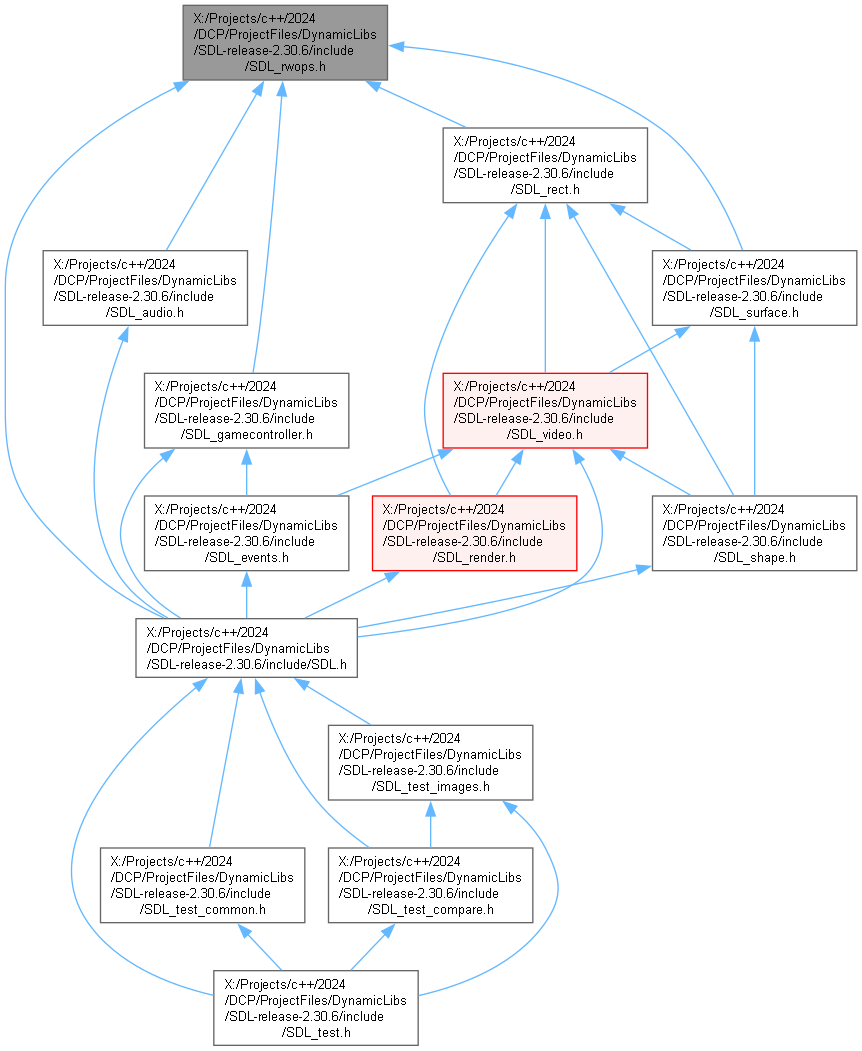 X:/Projects/c++/2024
/DCP/ProjectFiles/DynamicLibs
/SDL-release-2.30.6/include
/SDL_rwops.h
X:/Projects/c++/2024
/DCP/ProjectFiles/DynamicLibs
/SDL-release-2.30.6/include
/SDL_rect.h
X:/Projects/c++/2024
/DCP/ProjectFiles/DynamicLibs
/SDL-release-2.30.6/include
/SDL_audio.h
X:/Projects/c++/2024
/DCP/ProjectFiles/DynamicLibs
/SDL-release-2.30.6/include
/SDL_surface.h
X:/Projects/c++/2024
/DCP/ProjectFiles/DynamicLibs
/SDL-release-2.30.6/include
/SDL_gamecontroller.h
X:/Projects/c++/2024
/DCP/ProjectFiles/DynamicLibs
/SDL-release-2.30.6/include
/SDL_video.h
X:/Projects/c++/2024
/DCP/ProjectFiles/DynamicLibs
/SDL-release-2.30.6/include
/SDL_events.h
X:/Projects/c++/2024
/DCP/ProjectFiles/DynamicLibs
/SDL-release-2.30.6/include
/SDL_render.h
X:/Projects/c++/2024
/DCP/ProjectFiles/DynamicLibs
/SDL-release-2.30.6/include
/SDL_shape.h
X:/Projects/c++/2024
/DCP/ProjectFiles/DynamicLibs
/SDL-release-2.30.6/include/SDL.h
X:/Projects/c++/2024
/DCP/ProjectFiles/DynamicLibs
/SDL-release-2.30.6/include
/SDL_test_images.h
X:/Projects/c++/2024
/DCP/ProjectFiles/DynamicLibs
/SDL-release-2.30.6/include
/SDL_test_common.h
X:/Projects/c++/2024
/DCP/ProjectFiles/DynamicLibs
/SDL-release-2.30.6/include
/SDL_test_compare.h
X:/Projects/c++/2024
/DCP/ProjectFiles/DynamicLibs
/SDL-release-2.30.6/include
/SDL_test.h